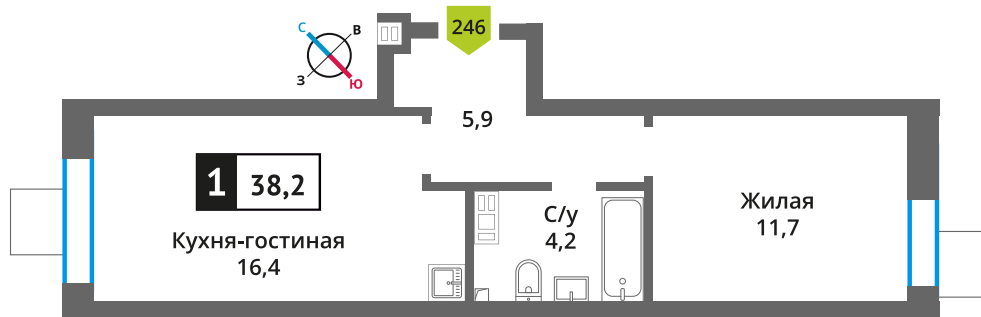 246
С
В
З
Ю
5,9
1 38,2
Кухня-гостиная
16,4
С/у
4,2
Жилая
11,7